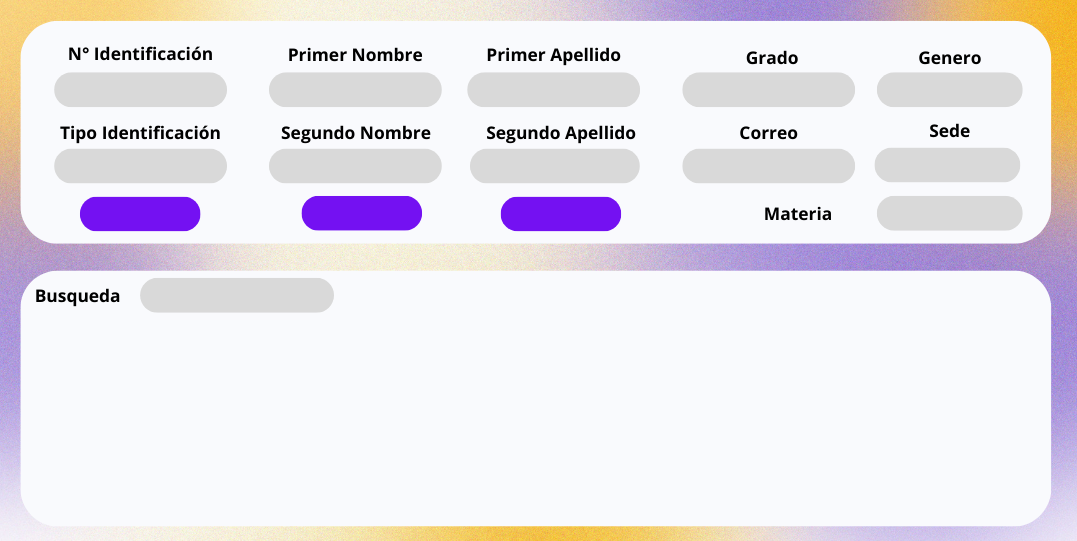 N° Identificación
Primer Nombre
Primer Apellido
Grado
Genero
Tipo Identificación
Segundo Nombre
Segundo Apellido
Correo
Sede
Materia
Busqueda